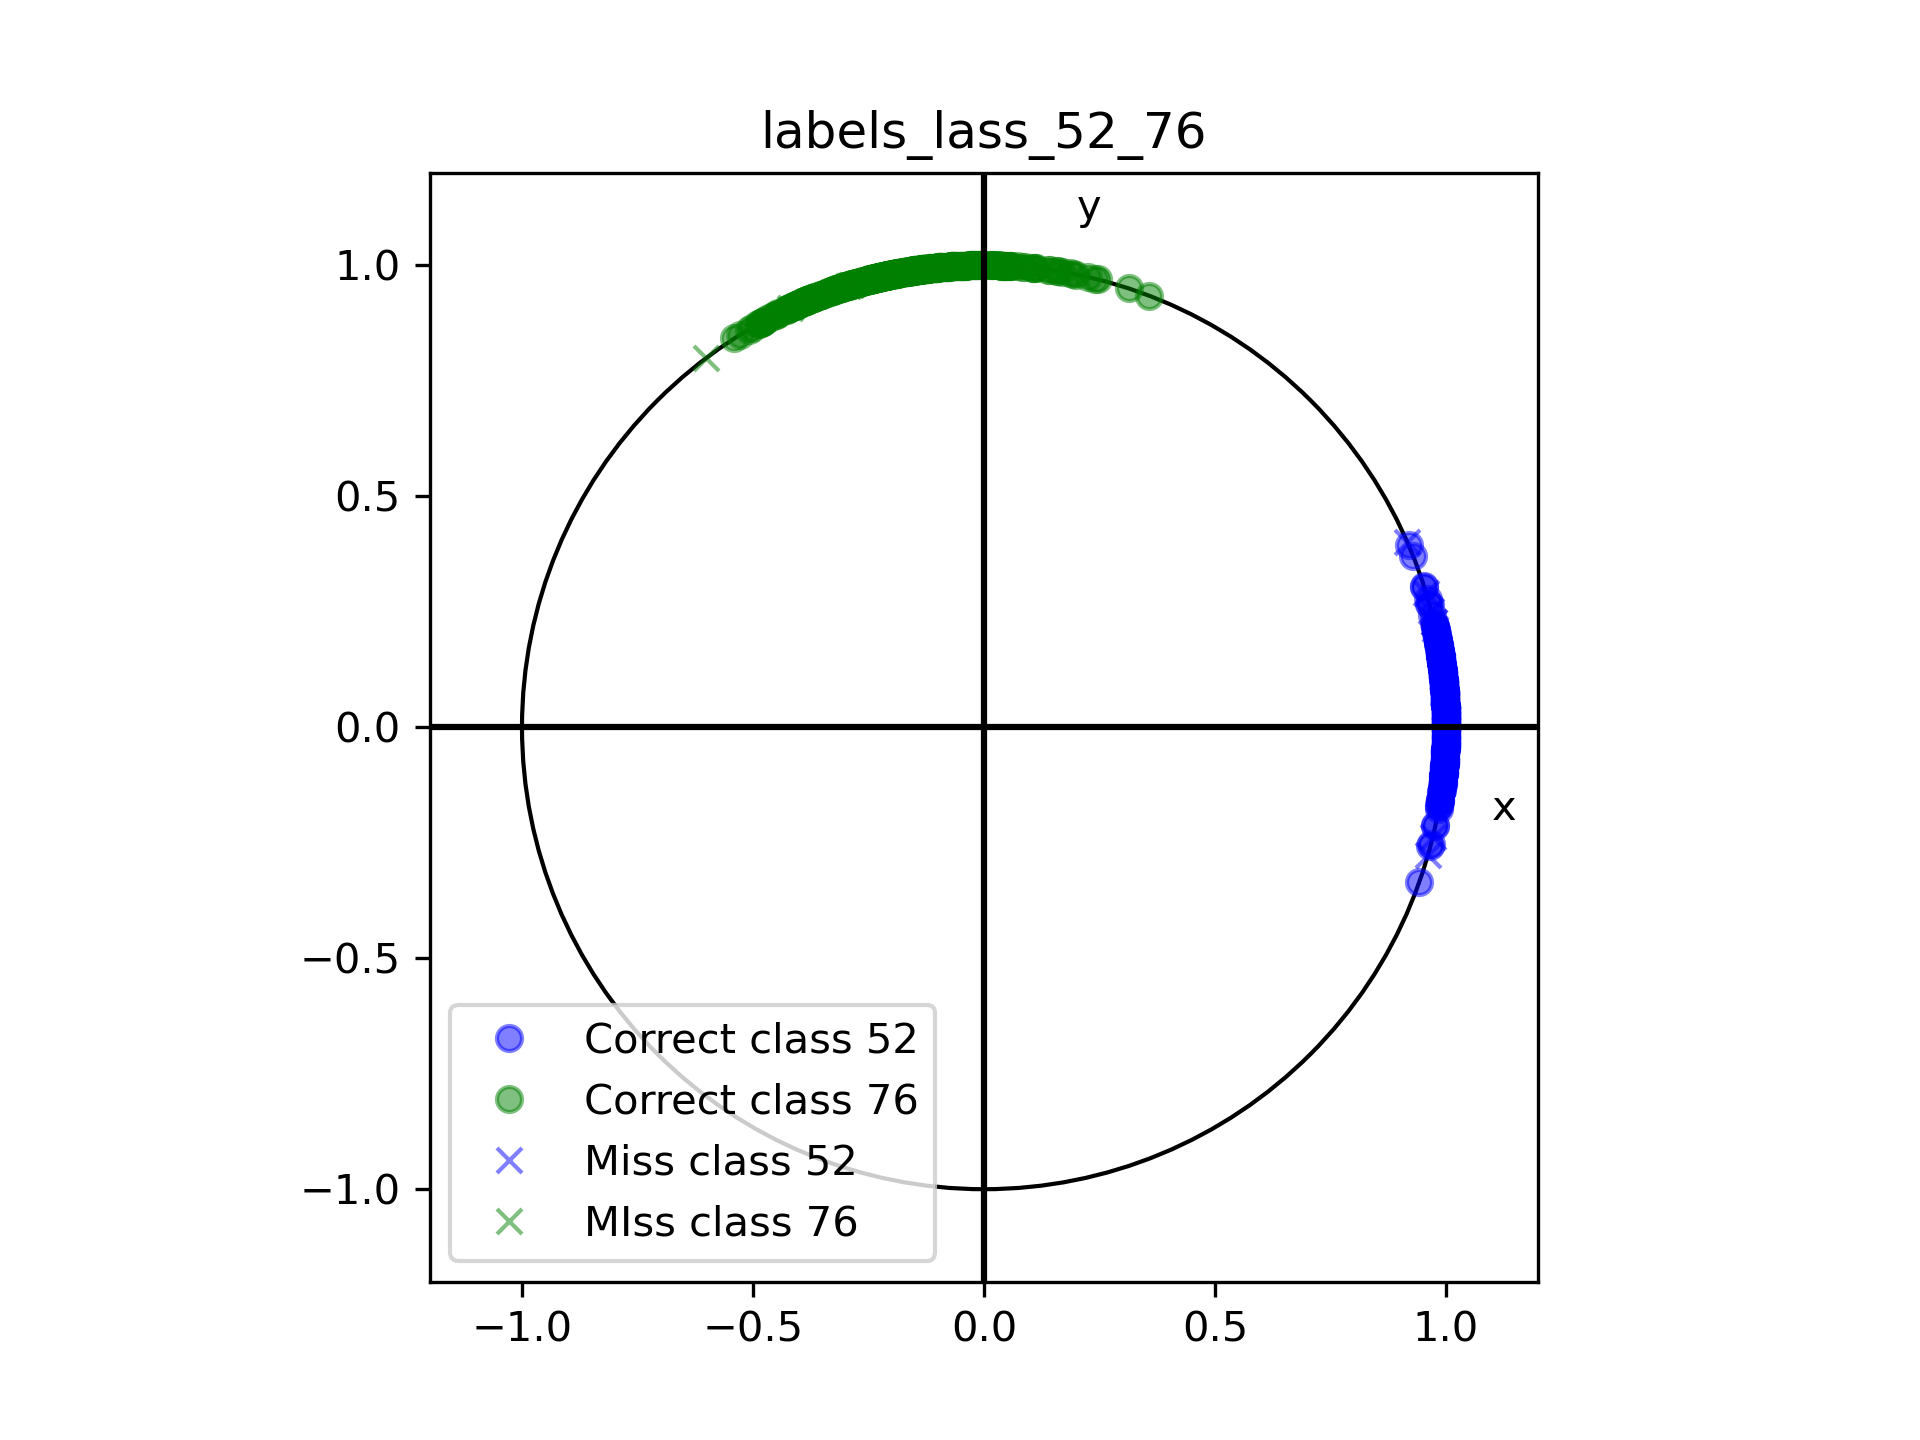 labels_lass_52_76
y
1.0
0.5
0.0
x
−0.5
−1.0
Correct class 52
Correct class 76
Miss class 52
MIss class 76
−1.0 −0.5 0.0 0.5 1.0